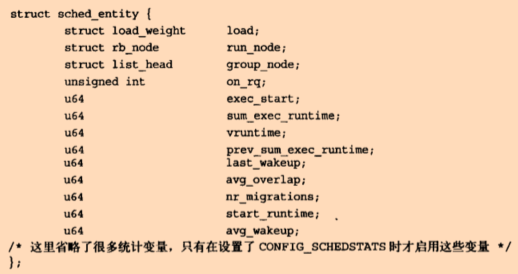 struct sched_entity {
struct load_weight load;
struct rb_node run_node;
struct list_head group_node;
unsigned int on_rq;
u64 exec_start;
u64 sum_exec_runtime;
u64 vruntime;
u64 prev_sum_exec_runtime;
u64 last_wakeup;
u64 avg_overlap;
u64 nr_migrations;
u64 start_runtime;
u64 avg_wakeup;
/* 这里省略了很多统计变量，只有在设置了 CONFIG_SCHEDSTATS 时才启用这些变量 */
};